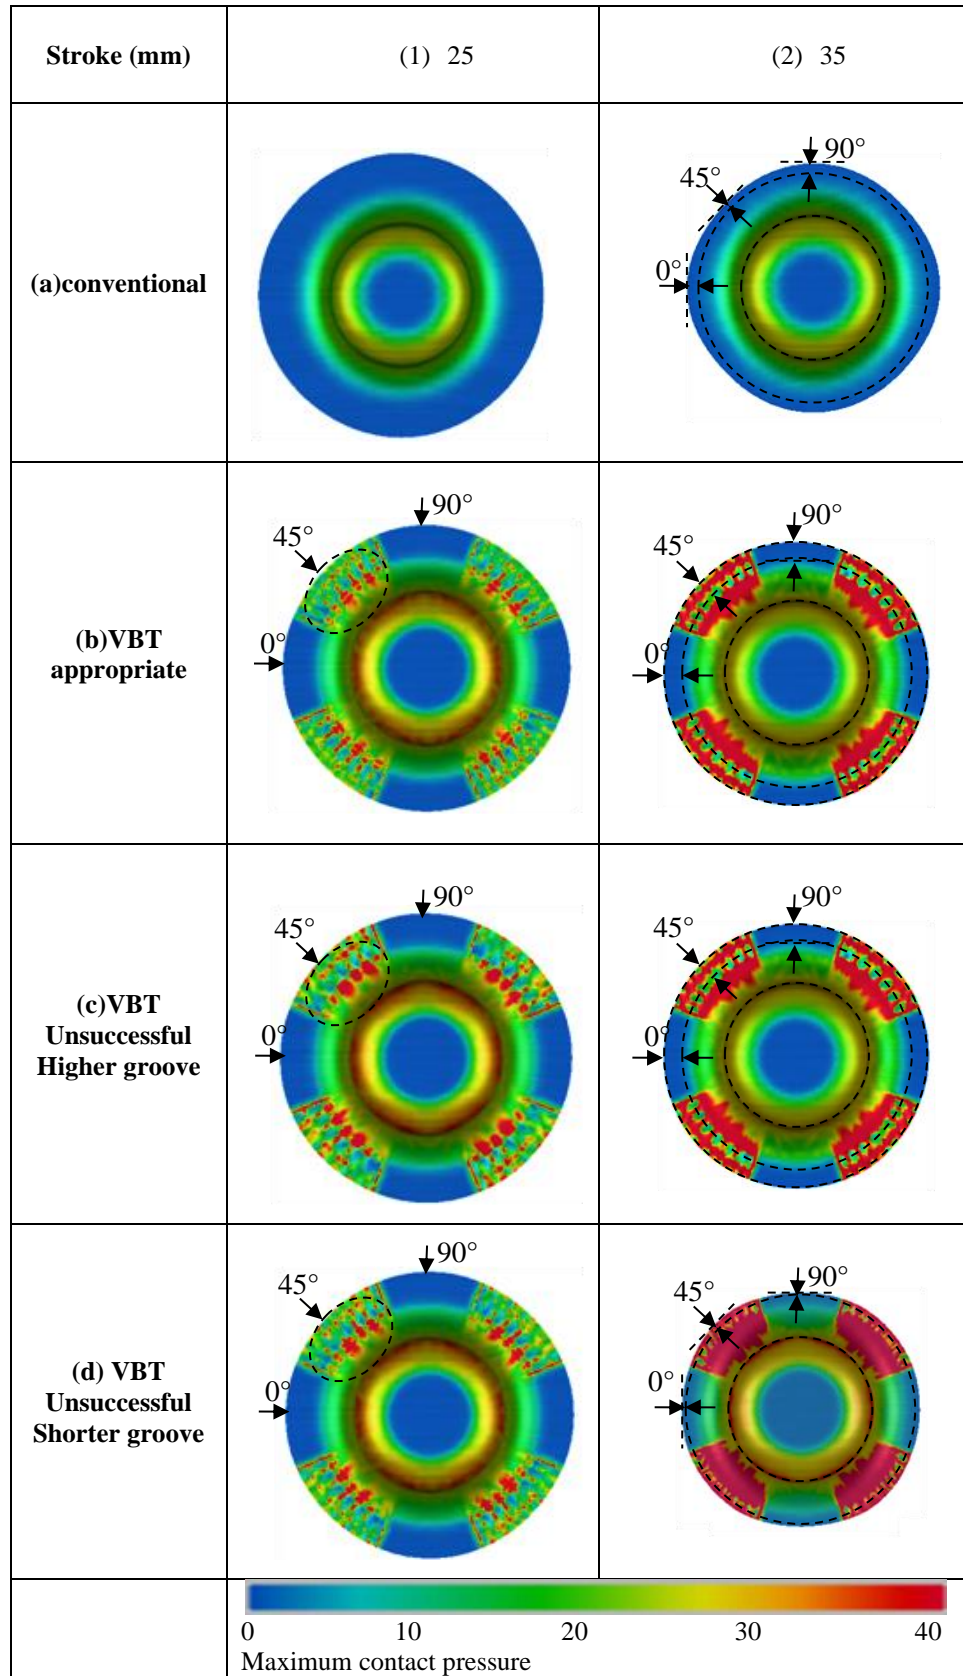 Stroke (mm)
(1) 25
(2) 35
(a)conventional
90°
45°
0°
(b)VBT
appropriate
90°
45°
0°
90°
45°
0°
(c)VBT
Unsuccessful
Higher groove
90°
45°
0°
90°
45°
0°
(d) VBT
Unsuccessful
Shorter groove
90°
45°
0°
90°
45°
0°
0 10 20 30 40
Maximum contact pressure